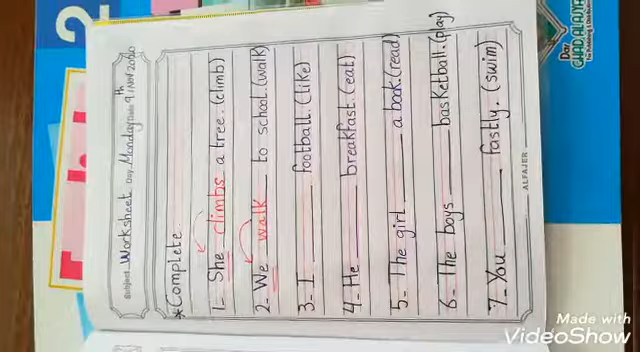 Subject Worksheet Day Monday Date 9th Nov 2020
*Complete
1- She climbs a tree. (climb)
2- We walk to school. (walk)
3- I ______ football. (like)
4- He ______ breakfast. (eat)
5- The girl ______ a book. (read)
6- The boys ______ basketball. (play)
7- You ______ fastly. (swim)
ALFAJER
2
Dar
Made with
VideoShow